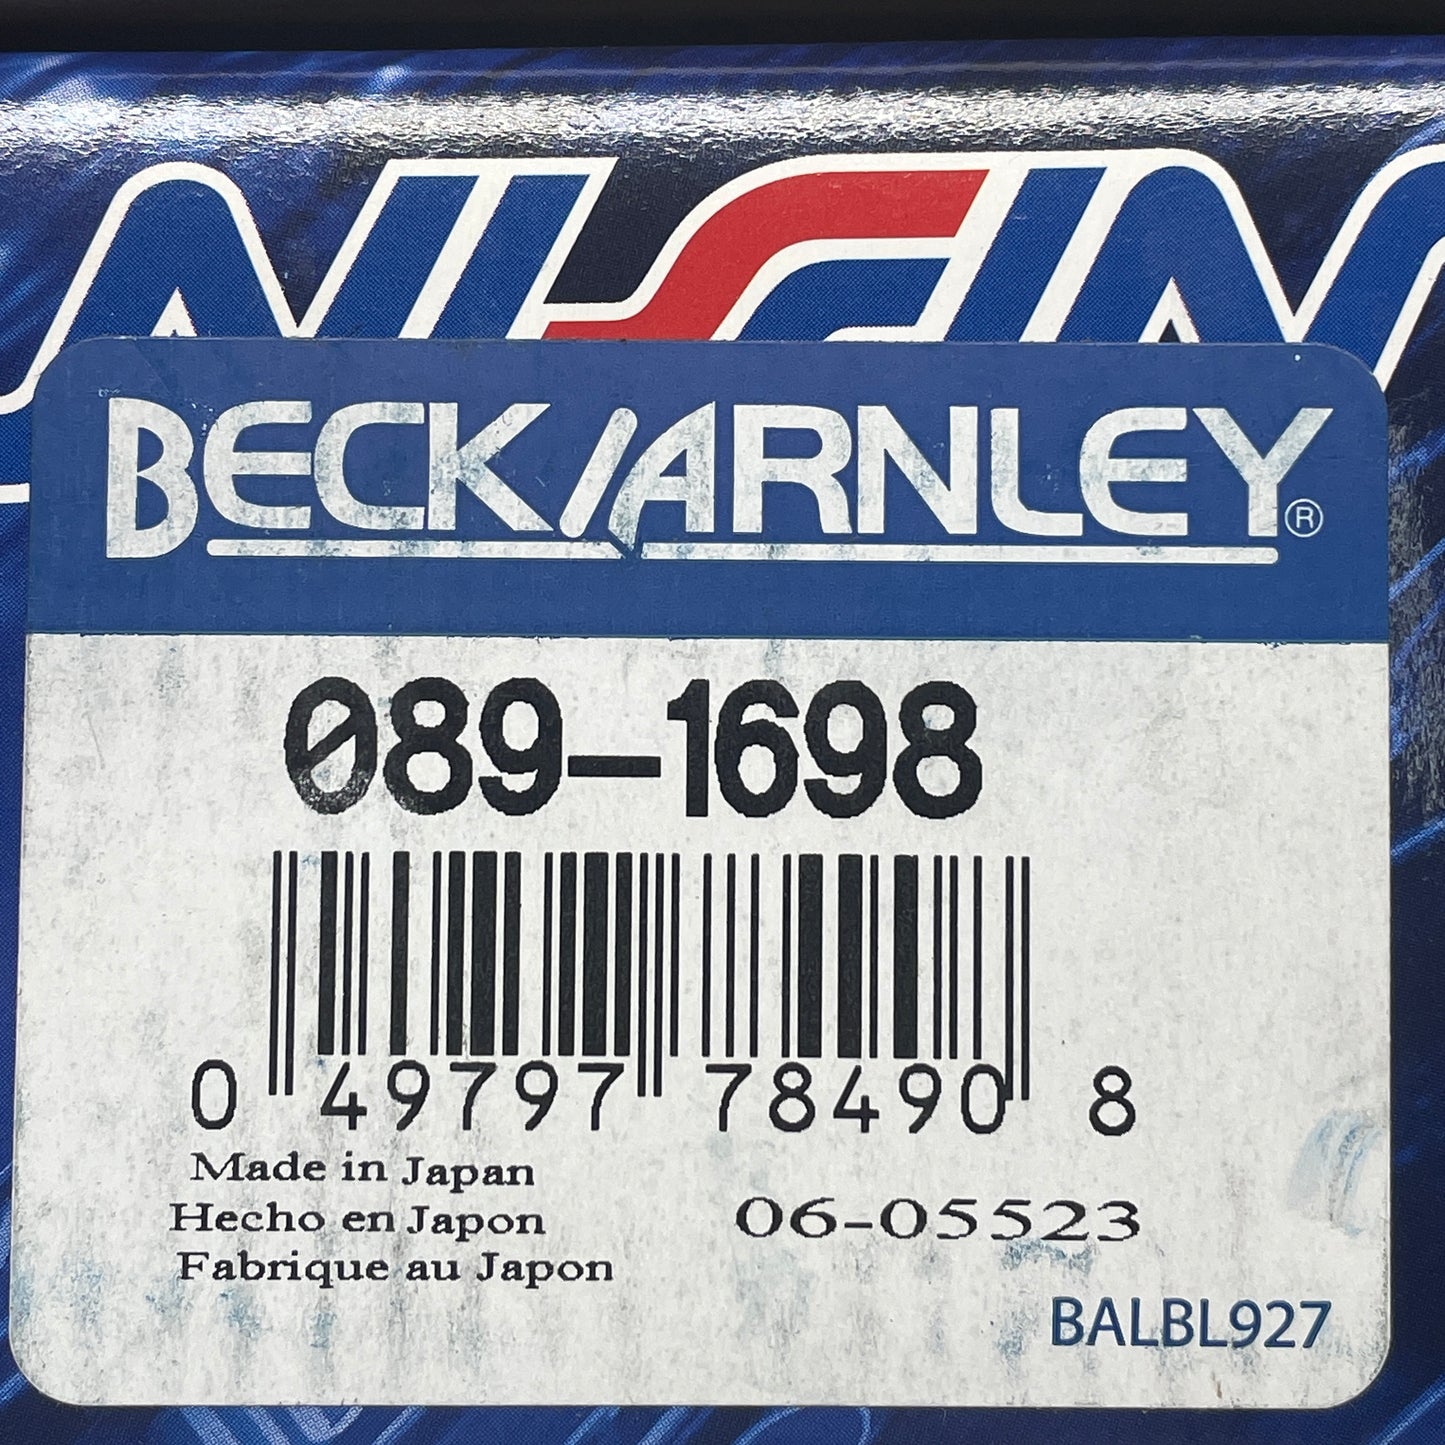 BECK/ARNLEY®
089-1698
0 49797 78490 8
Made in Japan
Hecho en Japon
Fabrique au Japon
06-05523
BALBL927